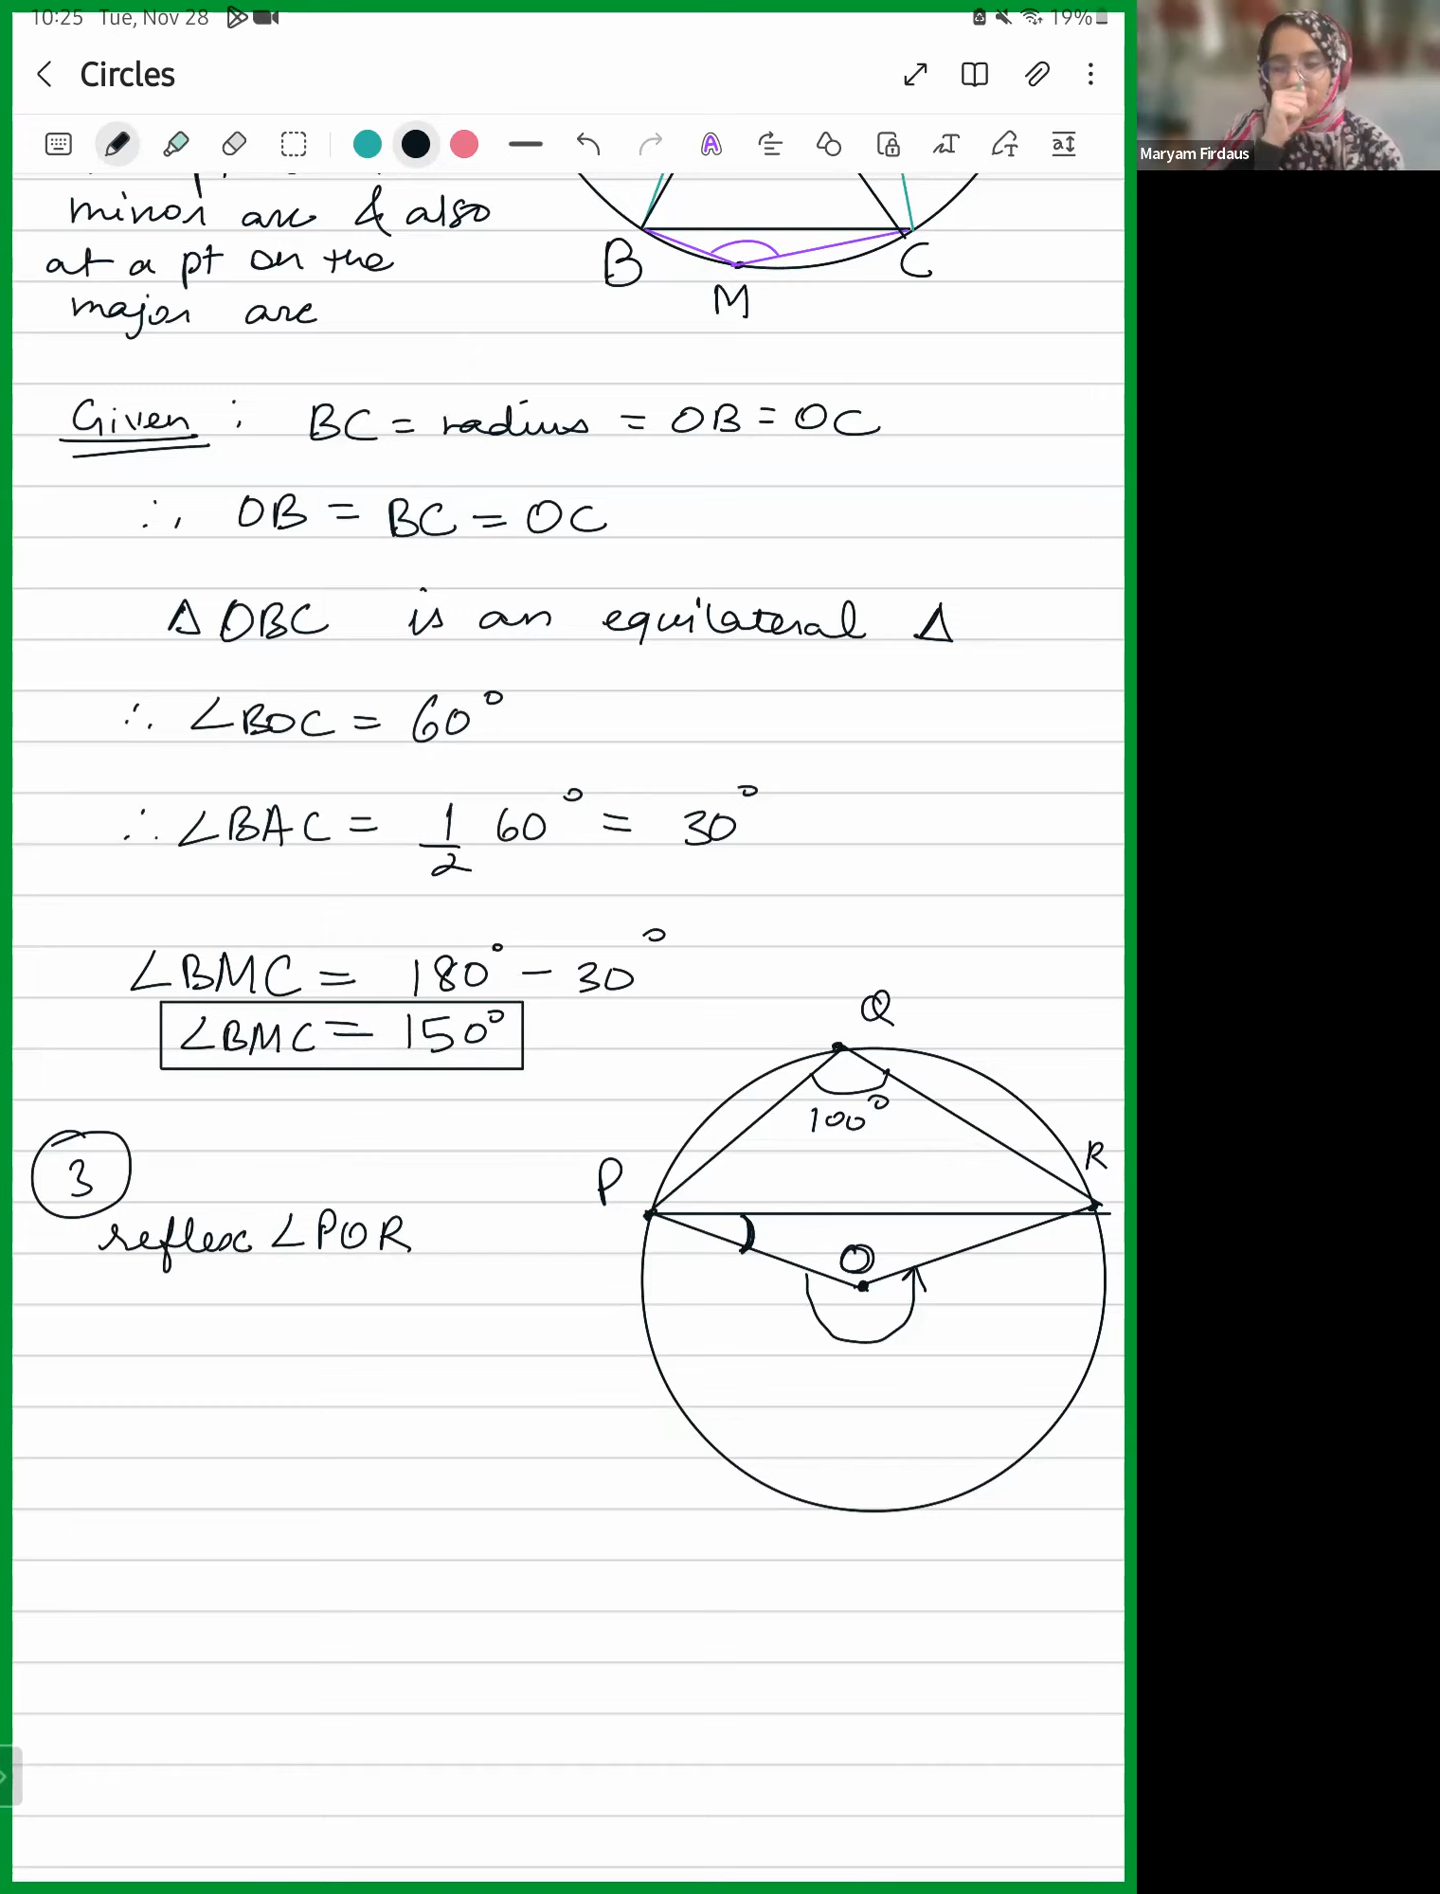 10:25 Tue, Nov 28
19%
Circles
Maryam Firdaus
minor arc & also
at a pt on the
major arc
B
C
M
Given : BC = radius = OB = OC
∴ OB = BC = OC
Δ OBC is an equilateral Δ
∴ ∠BOC = 60°
∴ ∠BAC = 1/2 60° = 30°
∠BMC = 180° − 30°
∠BMC = 150°
Q
100°
P
R
O
3
reflex ∠POR